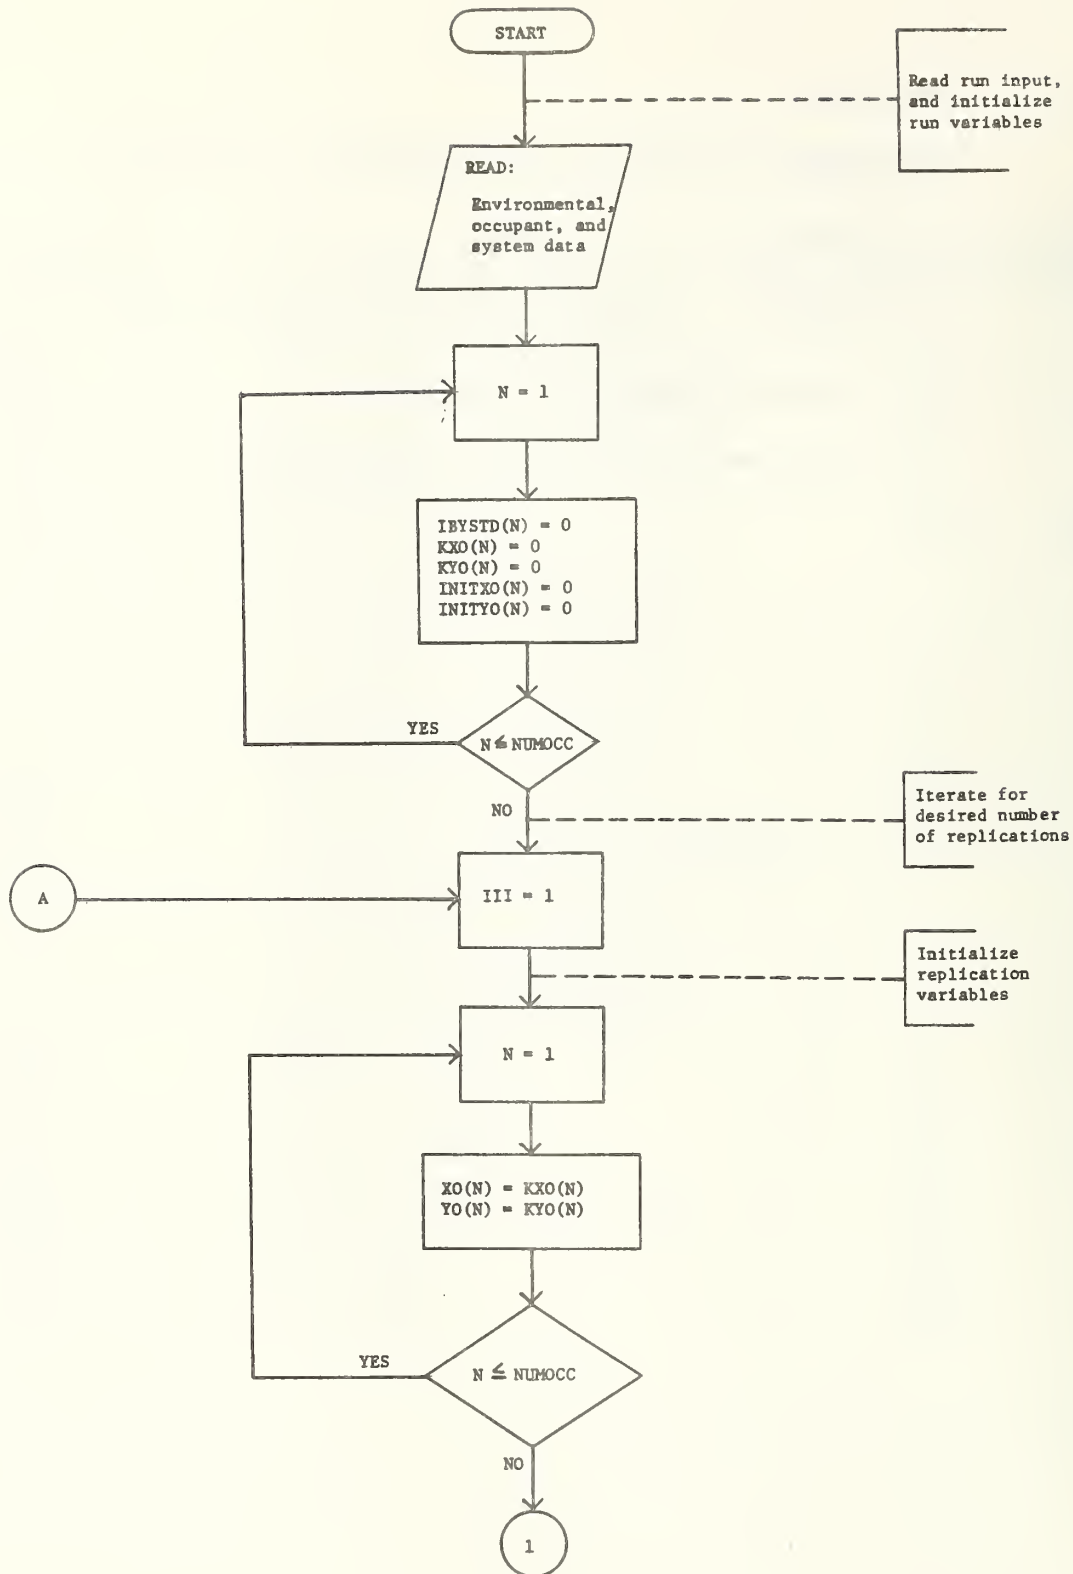 START
Read run input,
and initialize
run variables
READ:
Environmental,
occupant, and
system data
N = 1
IBYSTD(N) = 0
KXO(N) = 0
KYO(N) = 0
INITXO(N) = 0
INITYO(N) = 0
YES
N ≤ NUMOCC
NO
Iterate for
desired number
of replications
A
III = 1
Initialize
replication
variables
N = 1
XO(N) = KXO(N)
YO(N) = KYO(N)
YES
N ≤ NUMOCC
NO
1